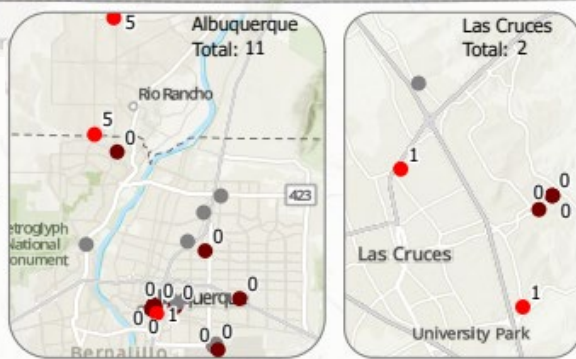 Albuquerque
Total: 11
5
Rio Rancho
5
0
423
etroglyph
National
onument
0
0 0 0
querqu
0
0 0 1
0 0
Bernalillo
Las Cruces
Total: 2
1
0
0
0
Las Cruces
1
University Park